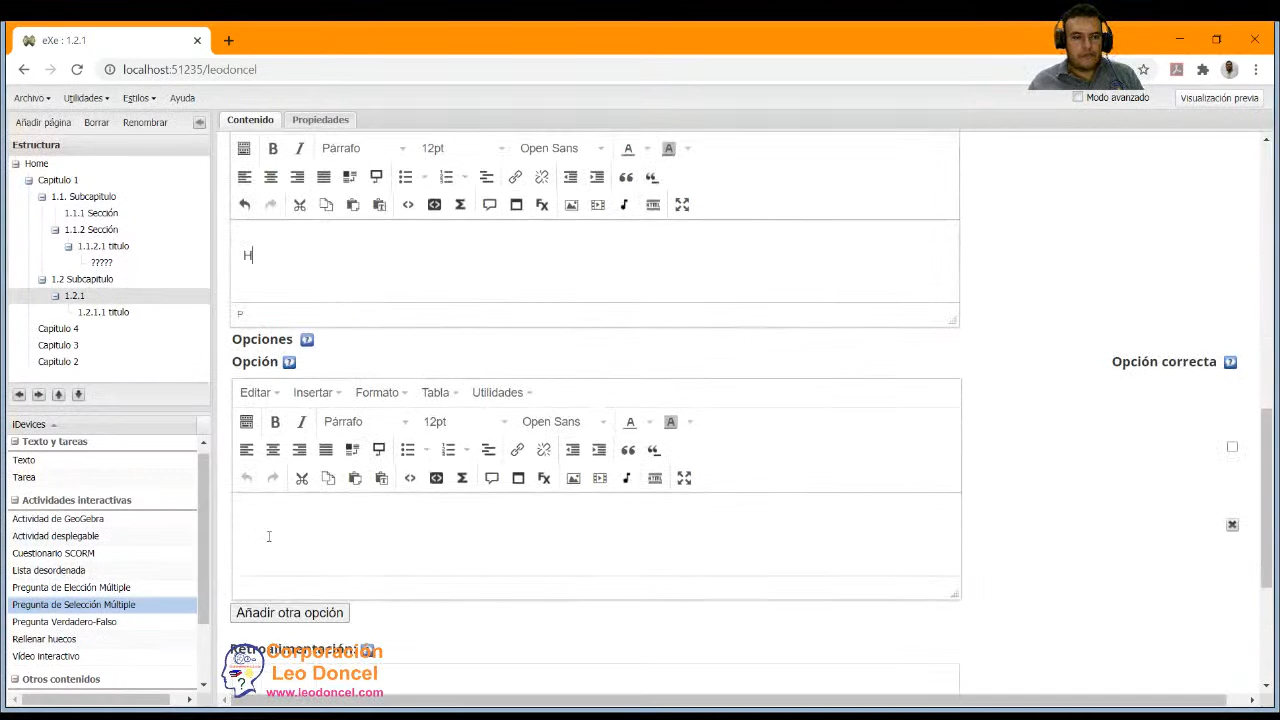 eXe : 1.2.1
localhost:51235/leodoncel
Archivo Utilidades Estilos Ayuda
Modo avanzado Visualización previa
Añadir página Borrar Renombrar
Contenido Propiedades
Estructura
Home
Capitulo 1
1.1. Subcapitulo
1.1.1 Sección
1.1.2 Sección
1.1.2.1 titulo
?????
1.2 Subcapitulo
1.2.1
1.2.1.1 titulo
Capitulo 4
Capitulo 3
Capitulo 2
iDevices
Texto y tareas
Texto
Tarea
Actividades interactivas
Actividad de GeoGebra
Actividad desplegable
Cuestionario SCORM
Lista desordenada
Pregunta de Elección Múltiple
Pregunta de Selección Múltiple
Pregunta Verdadero-Falso
Rellenar huecos
Vídeo interactivo
Otros contenidos
B I Párrafo 12pt Open Sans A A
Σ Fx HTML
H
P
Opciones ?
Opción ? Opción correcta ?
Editar Insertar Formato Tabla Utilidades
B I Párrafo 12pt Open Sans A A
Σ Fx HTML
Añadir otra opción
Retroalimentación:
Corporación
Leo Doncel
www.leodoncel.com